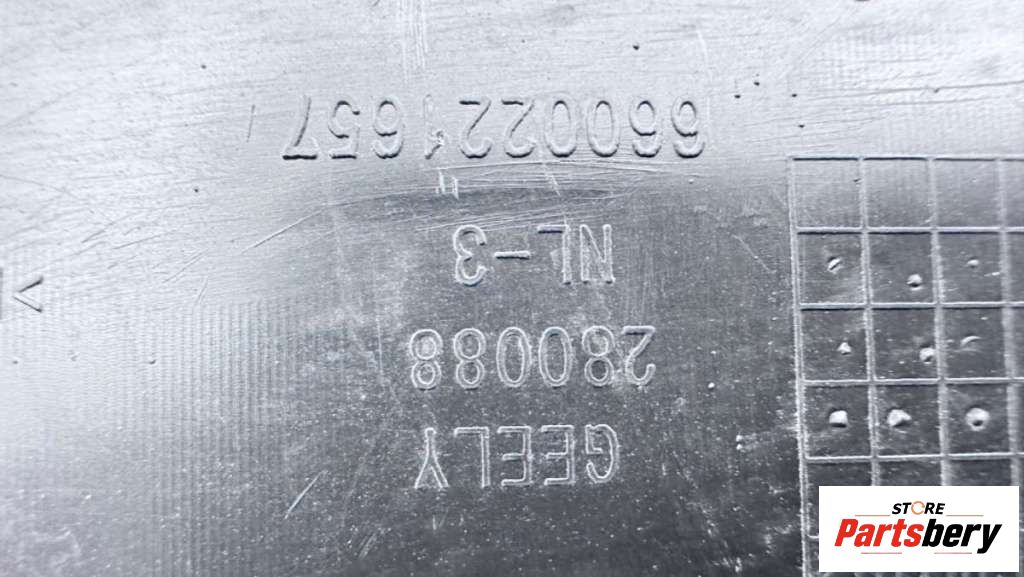 GEELY
280088
NL-3
6600221657
STORE
Partsbery